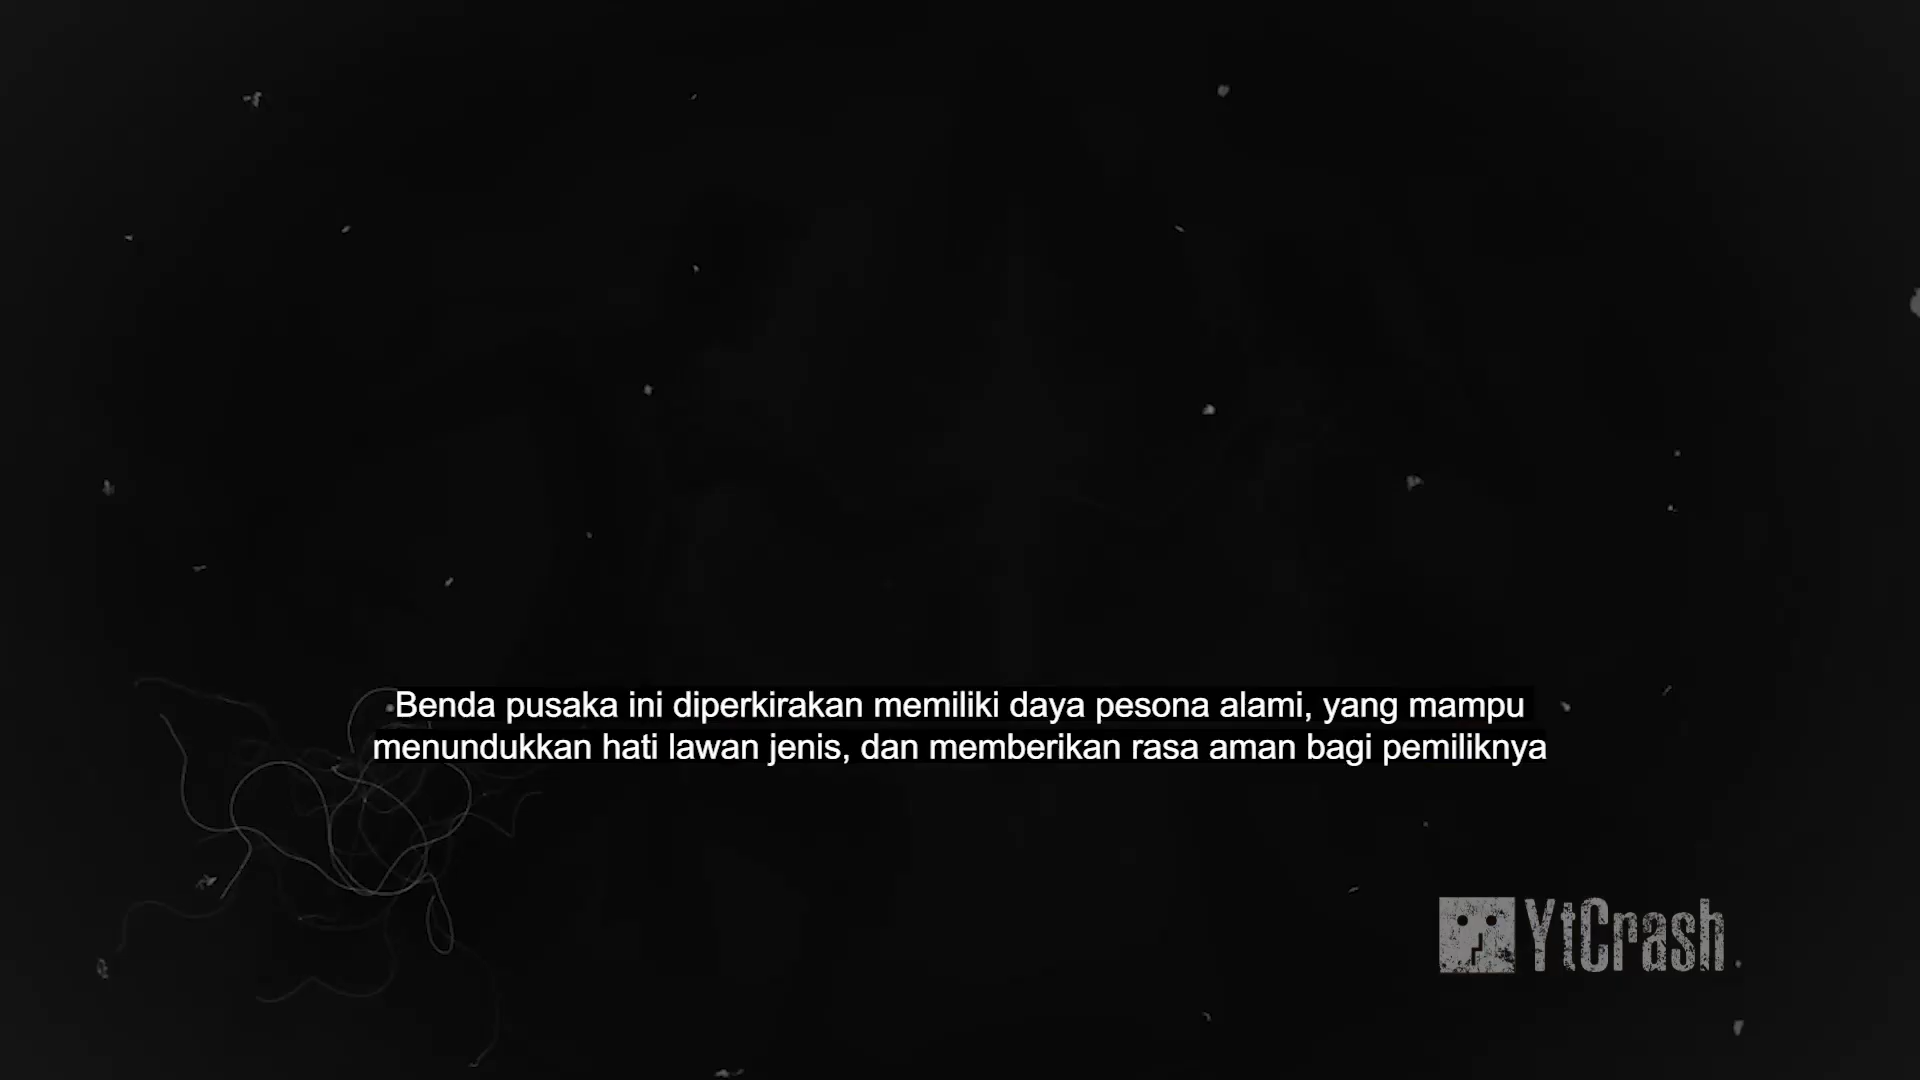 Benda pusaka ini diperkirakan memiliki daya pesona alami, yang mampu
menundukkan hati lawan jenis, dan memberikan rasa aman bagi pemiliknya
YtCrash